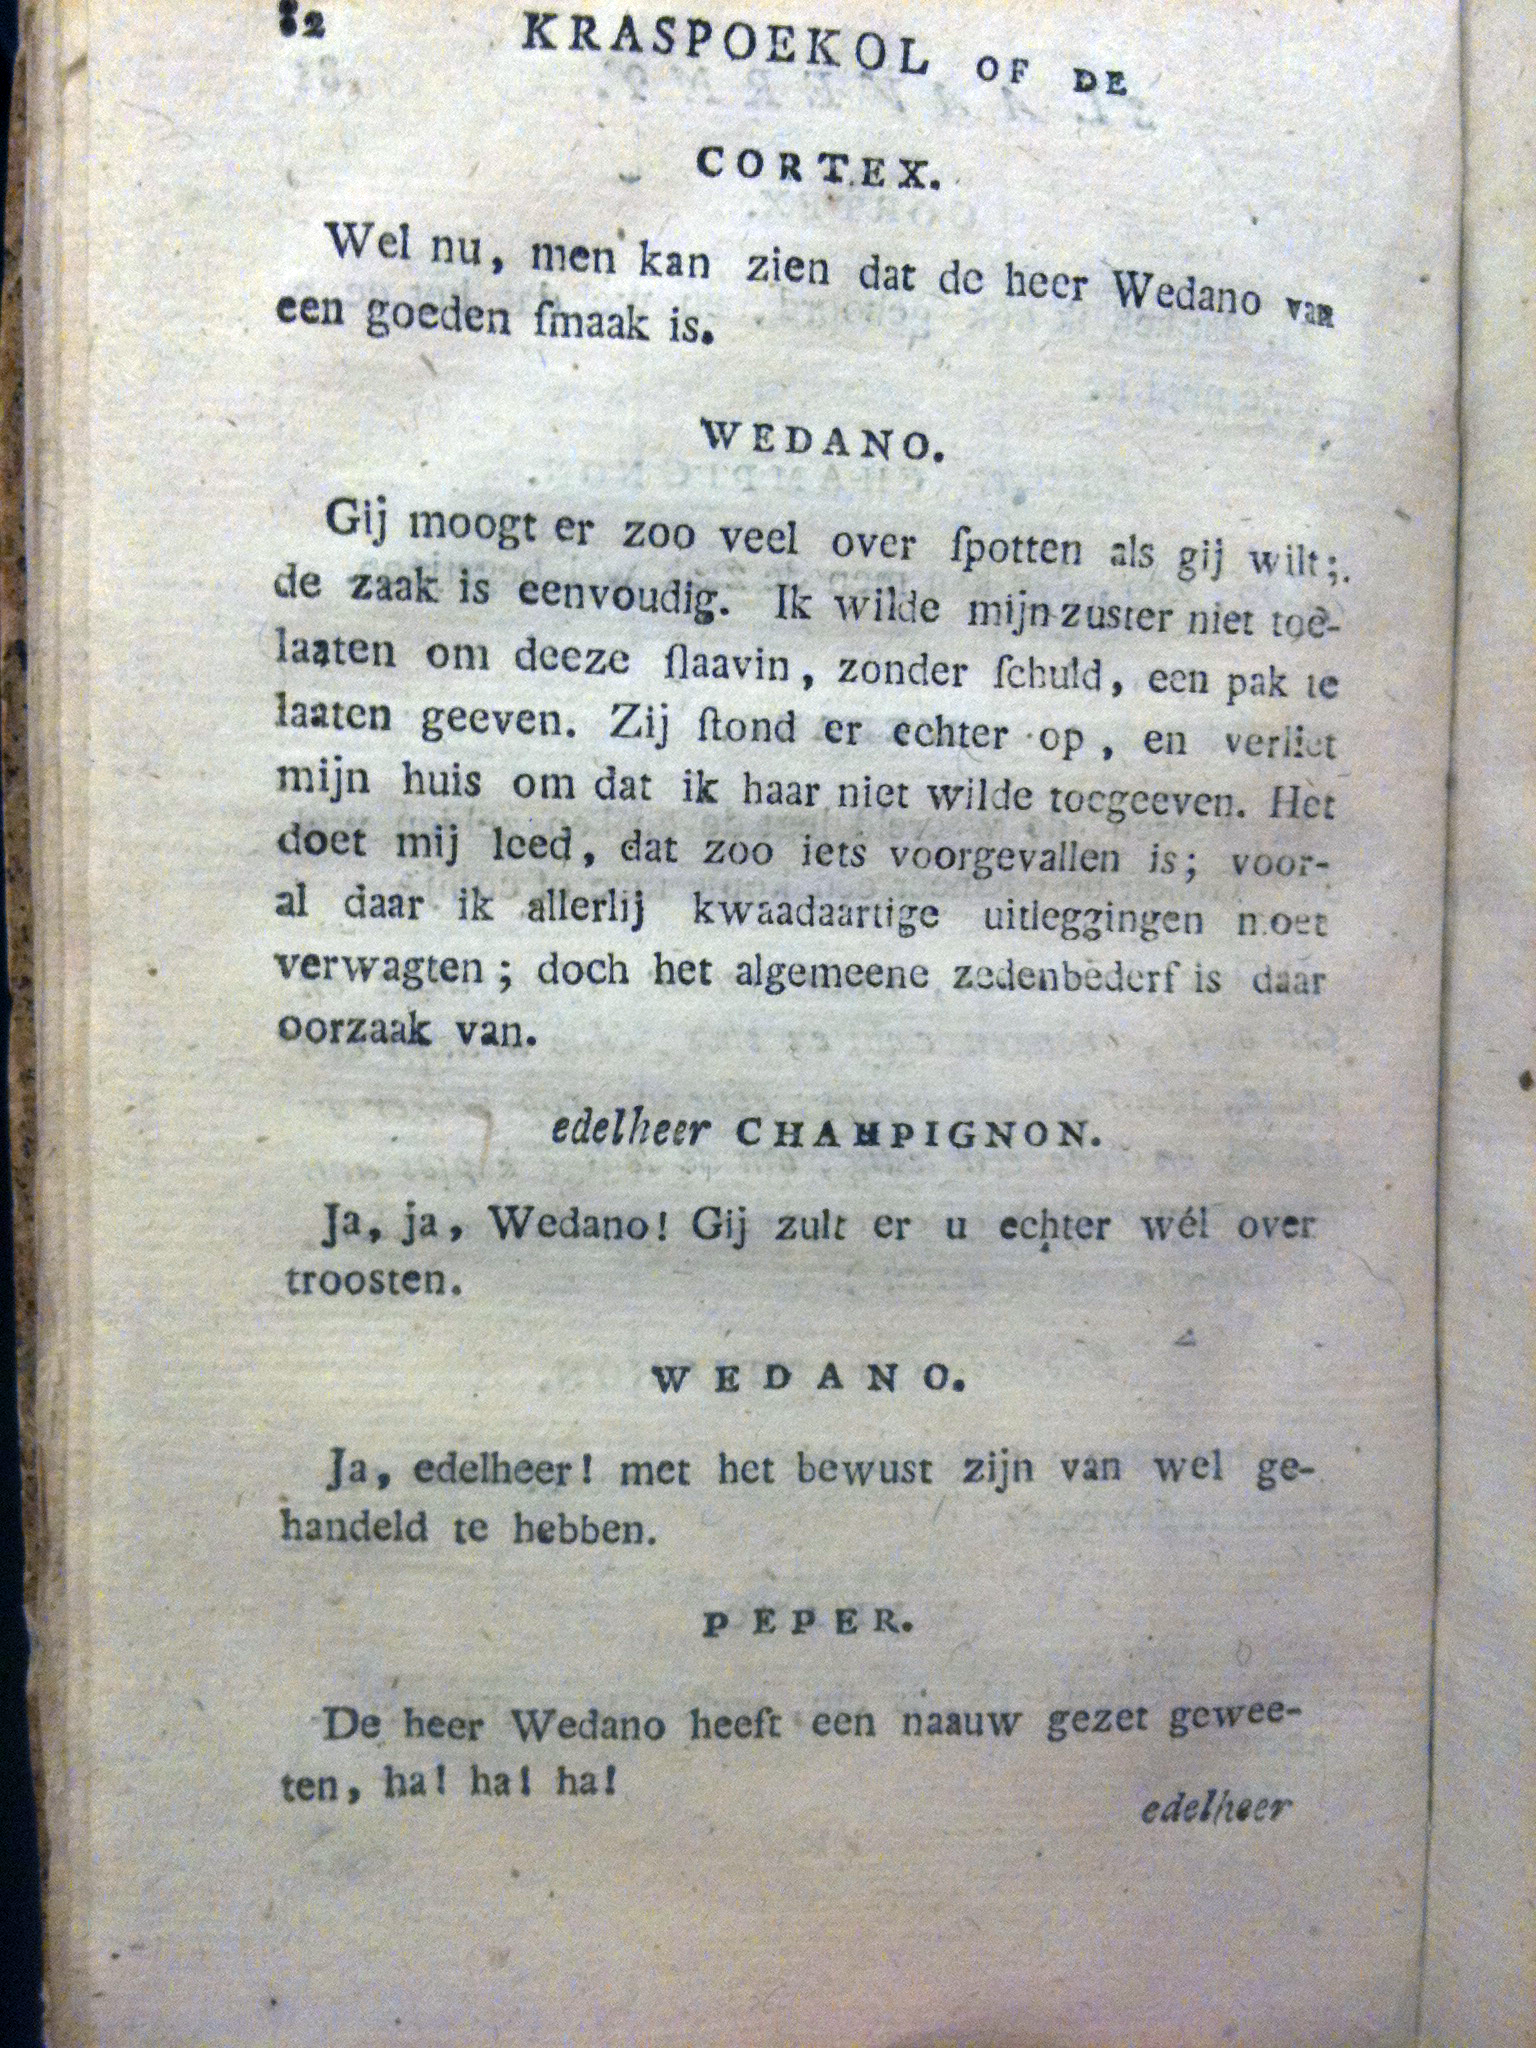 82 KRASPOEKOL OF DE
CORTEX.
Wel nu, men kan zien dat de heer Wedano van
een goeden ſmaak is.
WEDANO.
Gij moogt er zoo veel over ſpotten als gij wilt;
de zaak is eenvoudig. Ik wilde mijn zuster niet toe-
laaten om deeze ſlaavin, zonder ſchuld, een pak te
laaten geeven. Zij ſtond er echter op, en verliet
mijn huis om dat ik haar niet wilde toegeeven. Het
doet mij leed, dat zoo iets voorgevallen is; voor-
al daar ik allerlij kwaadaartige uitleggingen moet
verwagten; doch het algemeene zedenbederf is daar
oorzaak van.
edelheer CHAMPIGNON.
Ja, ja, Wedano! Gij zult er u echter wél over
troosten.
WEDANO.
Ja, edelheer! met het bewust zijn van wel ge-
handeld te hebben.
PEPER.
De heer Wedano heeft een naauw gezet gewee-
ten, ha! ha! ha!
edelheer